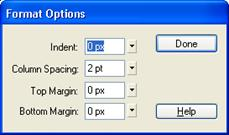 Format Options
Indent: 0 px
Done
Column Spacing: 2 pt
Top Margin: 0 px
Bottom Margin: 0 px
Help